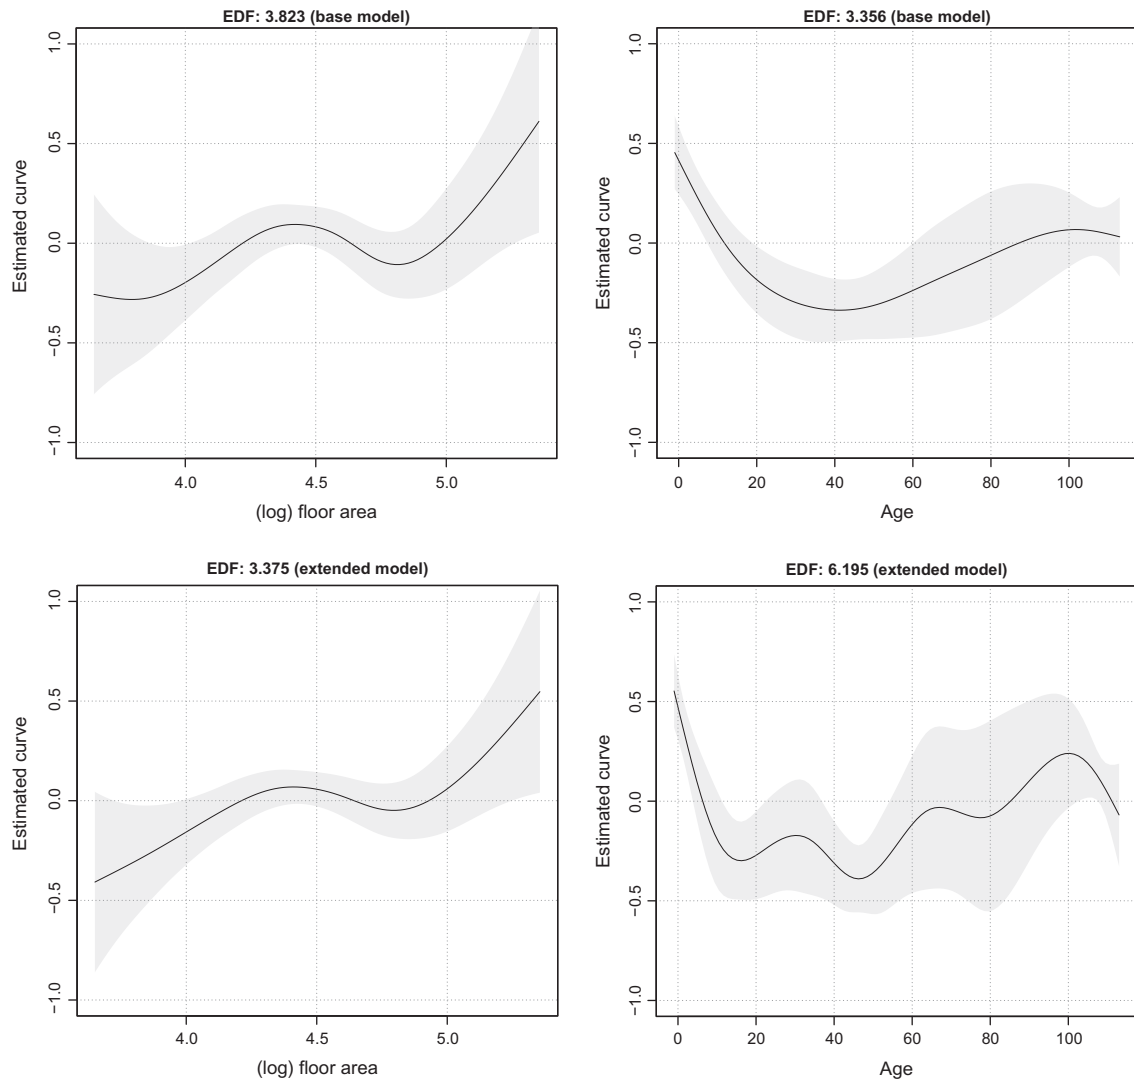 EDF: 3.823 (base model)
1.0
0.5
0.0
−0.5
−1.0
Estimated curve
4.0 4.5 5.0
(log) floor area
EDF: 3.356 (base model)
1.0
0.5
0.0
−0.5
−1.0
Estimated curve
0 20 40 60 80 100
Age
EDF: 3.375 (extended model)
1.0
0.5
0.0
−0.5
−1.0
Estimated curve
4.0 4.5 5.0
(log) floor area
EDF: 6.195 (extended model)
1.0
0.5
0.0
−0.5
−1.0
Estimated curve
0 20 40 60 80 100
Age